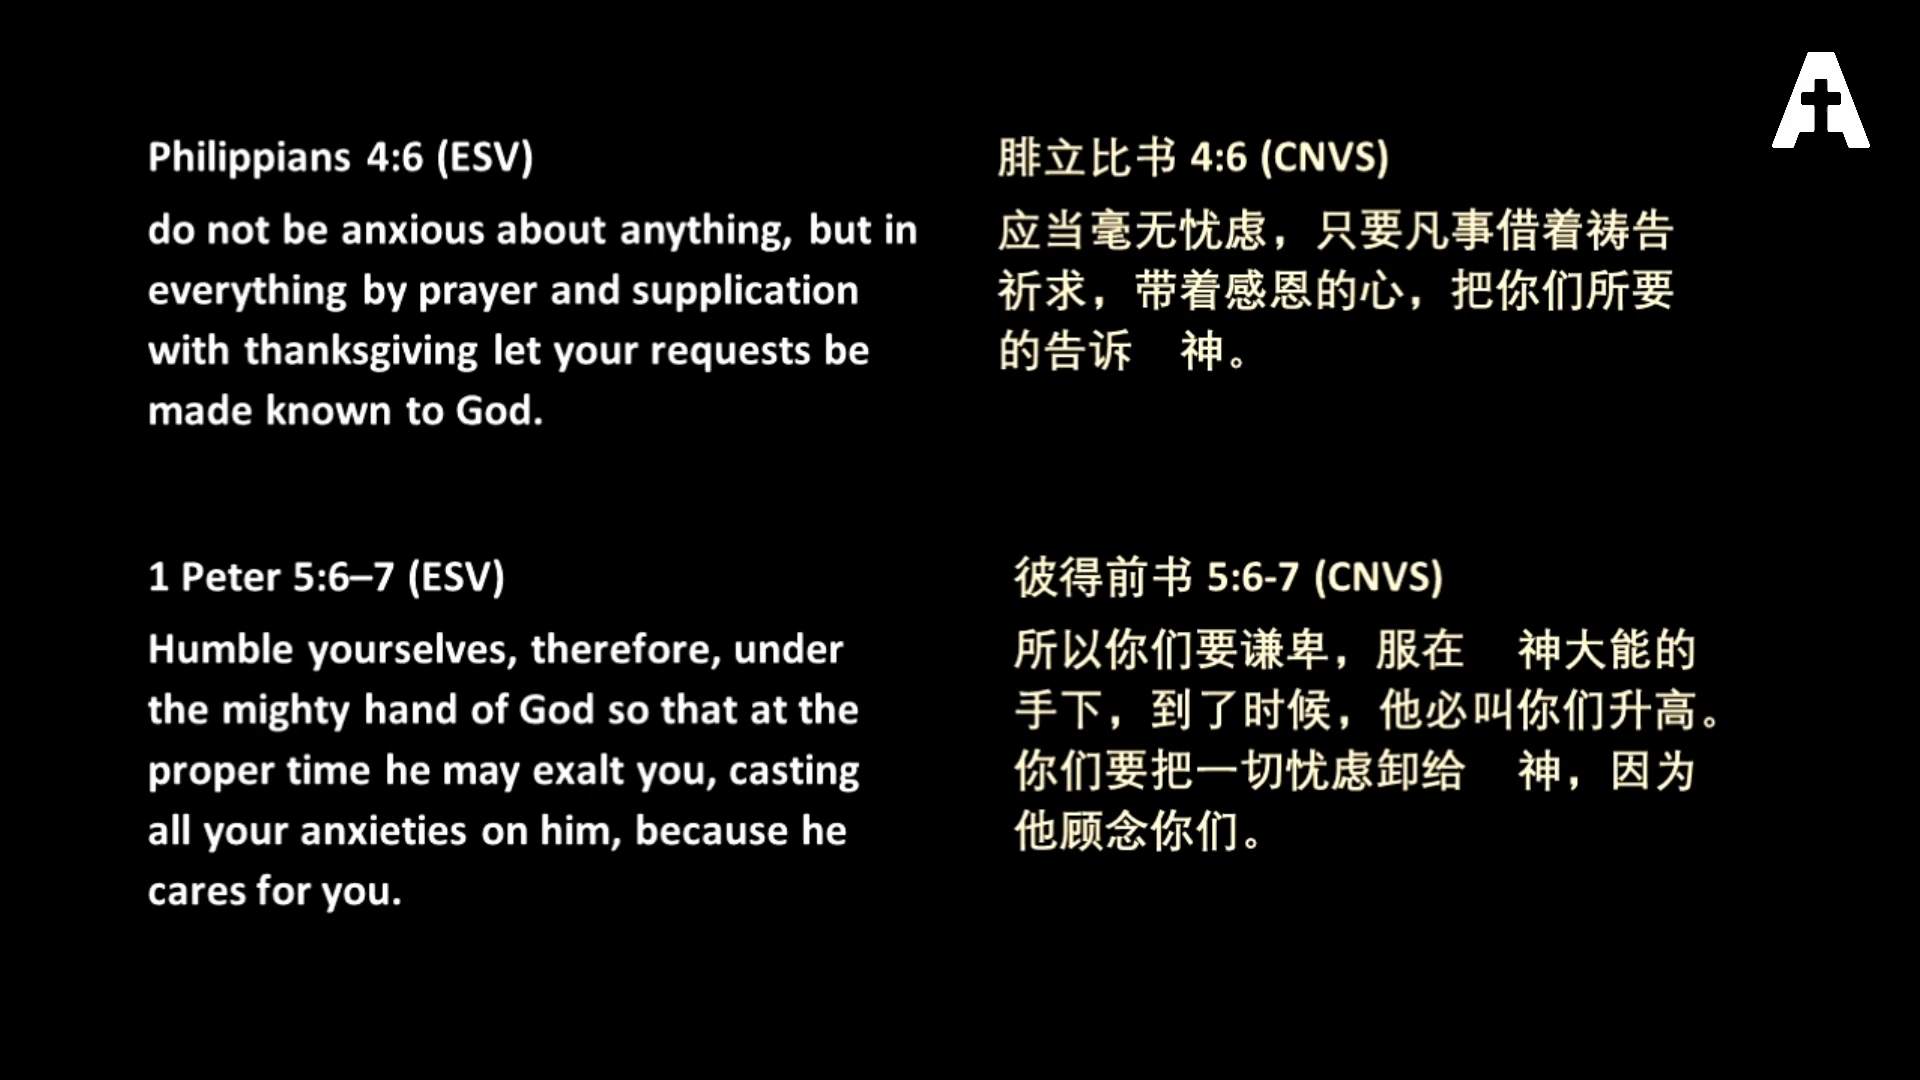 Philippians 4:6 (ESV)
do not be anxious about anything, but in
everything by prayer and supplication
with thanksgiving let your requests be
made known to God.
腓立比书 4:6 (CNVS)
应当毫无忧虑，只要凡事借着祷告
祈求，带着感恩的心，把你们所要
的告诉　神。
1 Peter 5:6–7 (ESV)
Humble yourselves, therefore, under
the mighty hand of God so that at the
proper time he may exalt you, casting
all your anxieties on him, because he
cares for you.
彼得前书 5:6-7 (CNVS)
所以你们要谦卑，服在　神大能的
手下，到了时候，他必叫你们升高。
你们要把一切忧虑卸给　神，因为
他顾念你们。